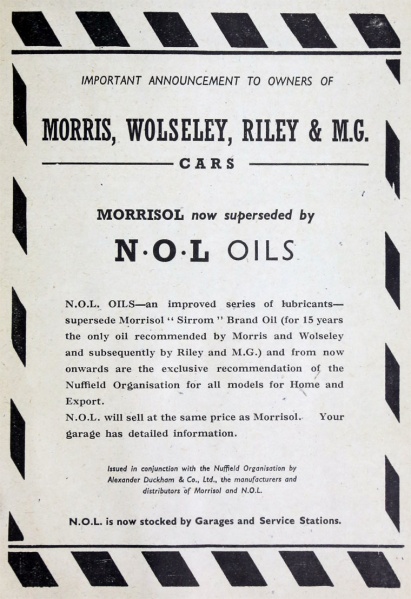 IMPORTANT ANNOUNCEMENT TO OWNERS OF
MORRIS, WOLSELEY, RILEY & M.G.
CARS
MORRISOL now superseded by
N·O·L OILS
N.O.L. OILS—an improved series of lubricants—
supersede Morrisol “ Sirrom ” Brand Oil (for 15 years
the only oil recommended by Morris and Wolseley
and subsequently by Riley and M.G.) and from now
onwards are the exclusive recommendation of the
Nuffield Organisation for all models for Home and
Export.
N.O.L. will sell at the same price as Morrisol. Your
garage has detailed information.
Issued in conjunction with the Nuffield Organisation by
Alexander Duckham & Co., Ltd., the manufacturers and
distributors of Morrisol and N.O.L.
N.O.L. is now stocked by Garages and Service Stations.